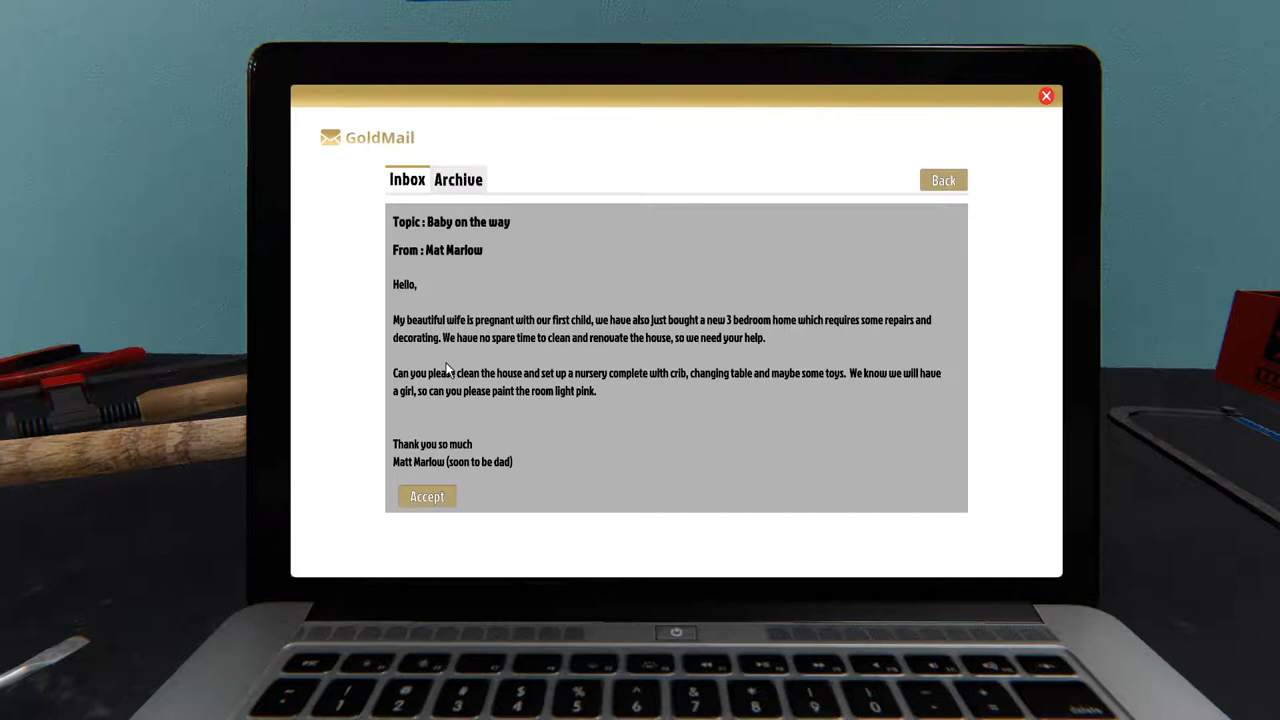 GoldMail
Inbox Archive Back
Topic : Baby on the way
From : Mat Marlow
Hello,
My beautiful wife is pregnant with our first child, we have also just bought a new 3 bedroom home which requires some repairs and
decorating. We have no spare time to clean and renovate the house, so we need your help.
Can you please clean the house and set up a nursery complete with crib, changing table and maybe some toys. We know we will have
a girl, so can you please paint the room light pink.
Thank you so much
Matt Marlow (soon to be dad)
Accept